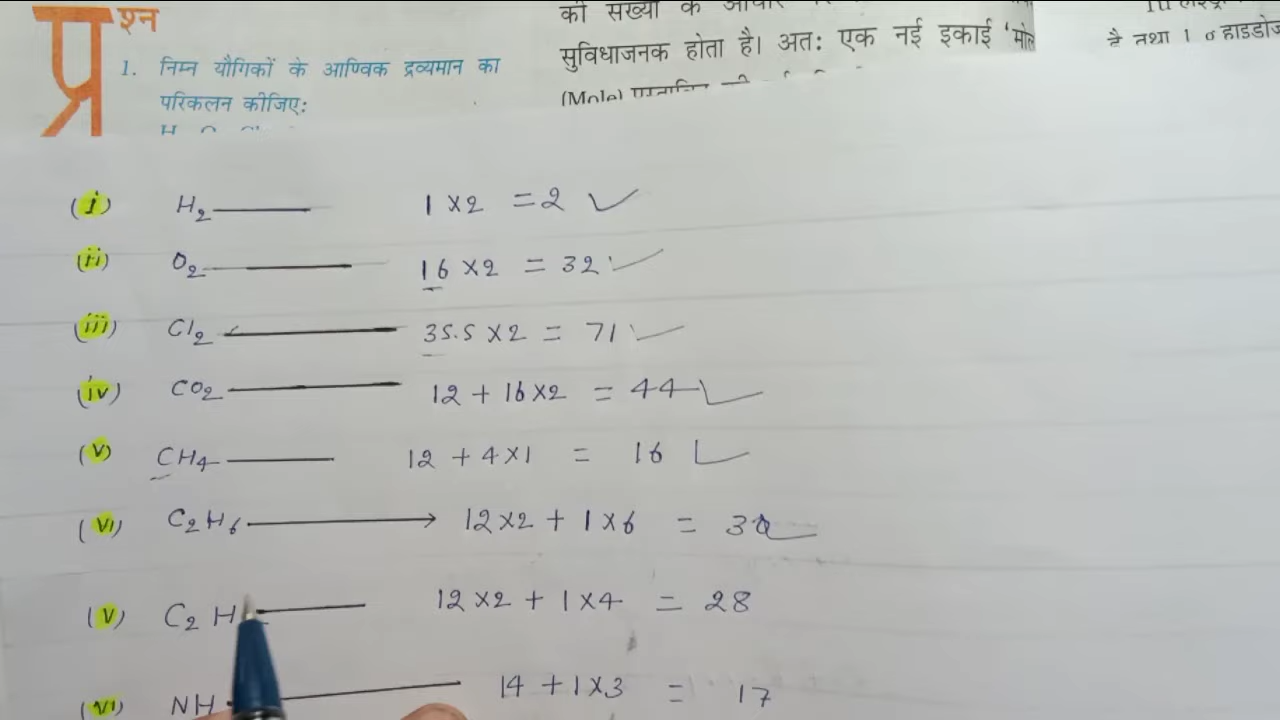 प्रश्न
1. निम्न यौगिकों के आण्विक द्रव्यमान का
परिकलन कीजिए:
की संख्या के
सुविधाजनक होता है। अत: एक नई इकाई 'मोल
(Mole)
है तथा 1
(i) H2 1 x 2 = 2 ✓
(ii) O2 16 x 2 = 32 ✓
(iii) Cl2 35.5 x 2 = 71 ✓
(iv) CO2 12 + 16 x 2 = 44 ✓
(v) CH4 12 + 4 x 1 = 16 ✓
(vi) C2H6 → 12 x 2 + 1 x 6 = 30 ✓
(v) C2H 12 x 2 + 1 x 4 = 28
(vi) NH 14 + 1 x 3 = 17